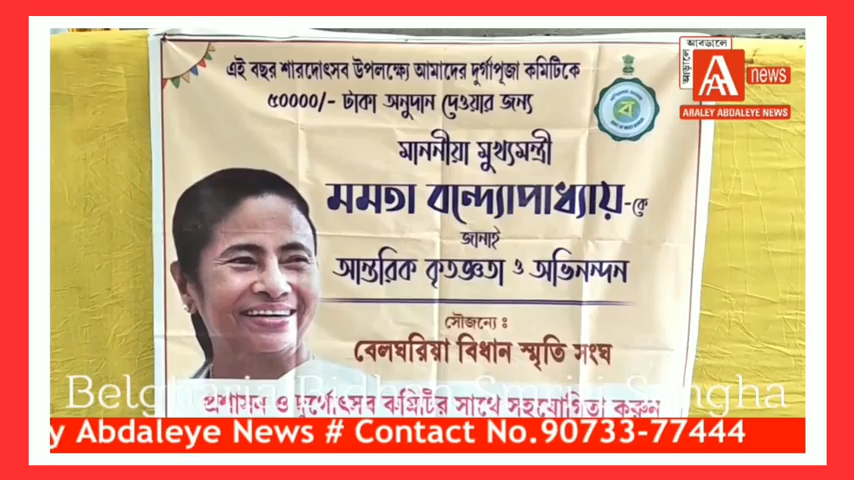 এই বছর শারদোৎসব উপলক্ষ্যে আমাদের দুর্গাপূজা কমিটিকে
৫০০০০/- টাকা অনুদান দেওয়ার জন্য
মাননীয়া মুখ্যমন্ত্রী
মমতা বন্দ্যোপাধ্যায়-কে
জানাই
আন্তরিক কৃতজ্ঞতা ও অভিনন্দন
সৌজন্যে ঃ
বেলঘরিয়া বিধান স্মৃতি সংঘ
প্রশাসন ও দুর্গোৎসব কমিটির সাথে সহযোগিতা করুন
Belgharia Bidhan Smriti Sangha
y Abdaleye News # Contact No.90733-77444
আবডালে
আড়ালে
AA news
ARALEY ABDALEYE NEWS
ব